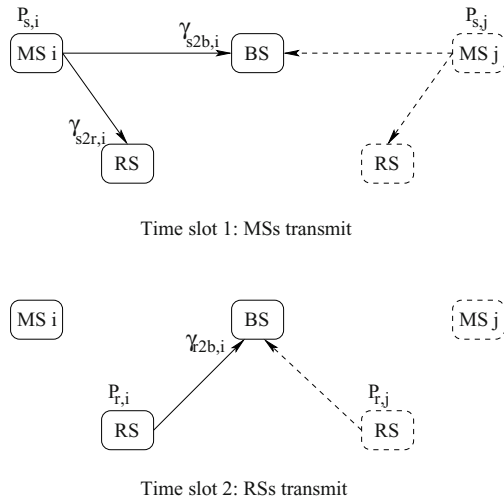 P_{s,i}
P_{s,j}
γ_{s2b,i}
MS i
BS
MS j
γ_{s2r,i}
RS
RS
Time slot 1: MSs transmit
MS i
BS
MS j
γ_{r2b,i}
P_{r,i}
P_{r,j}
RS
RS
Time slot 2: RSs transmit